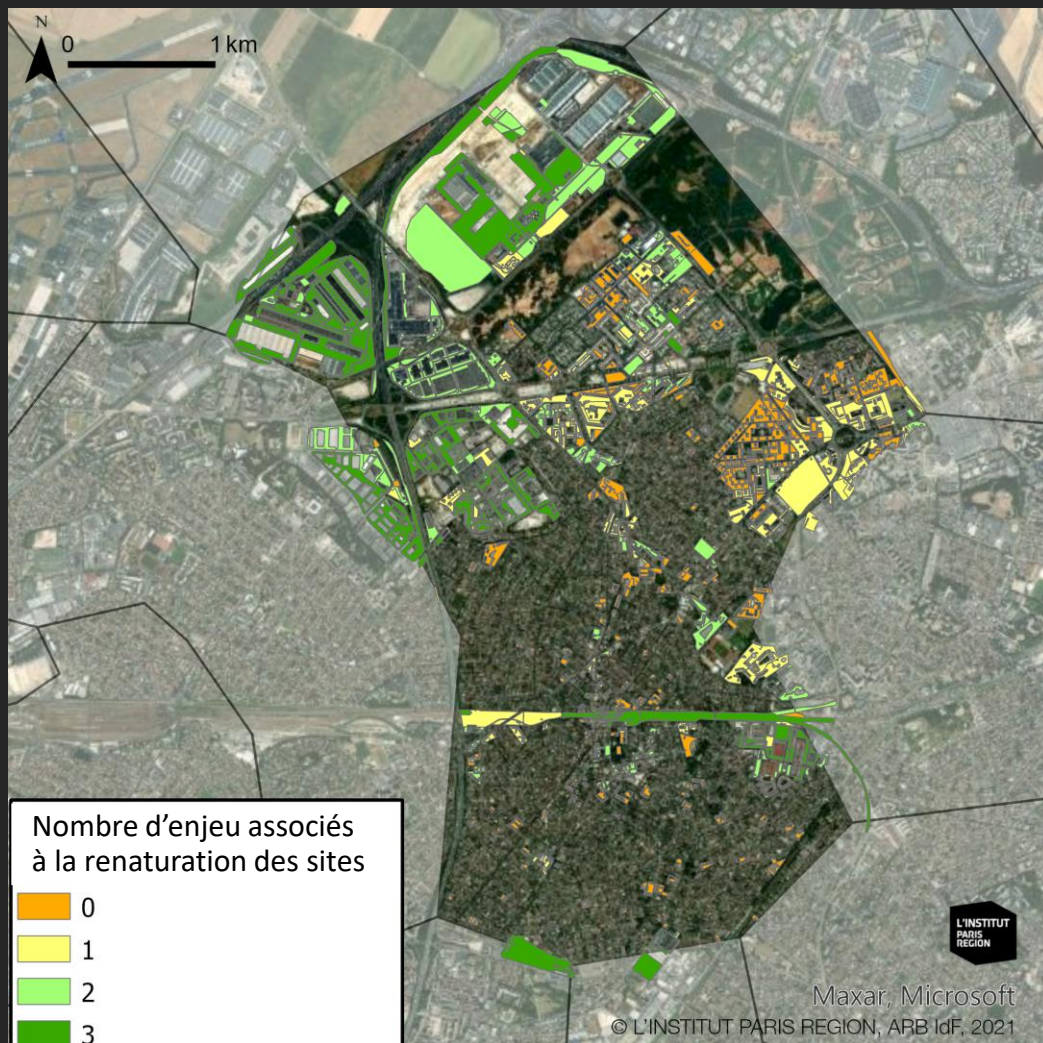 N
0 1 km
Nombre d’enjeu associés
à la renaturation des sites
0
1
2
3
L'INSTITUT
PARIS
REGION
Maxar, Microsoft
© L'INSTITUT PARIS REGION, ARB IdF, 2021